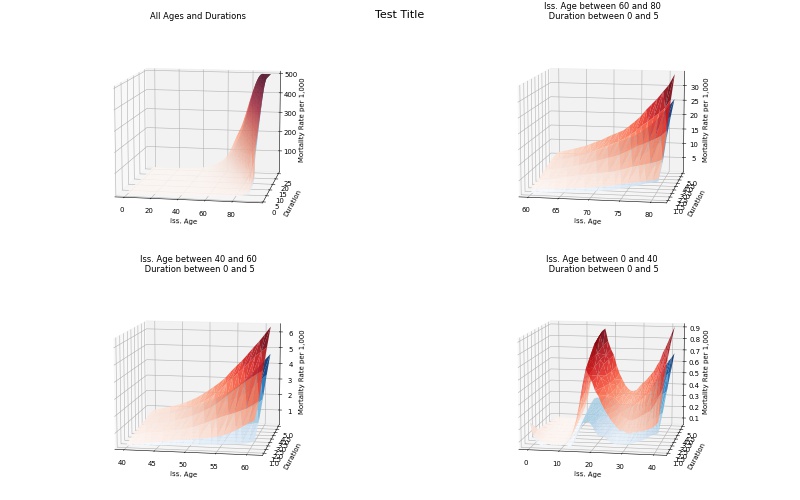 Test Title
All Ages and Durations
500
400
300
200
100
Mortality Rate per 1,000
0
20
40
60
80
Iss. Age
0
5
10
15
20
25
Duration
Iss. Age between 60 and 80
Duration between 0 and 5
30
25
20
15
10
5
Mortality Rate per 1,000
60
65
70
75
80
Iss. Age
Duration
Iss. Age between 40 and 60
Duration between 0 and 5
6
5
4
3
2
1
Mortality Rate per 1,000
40
45
50
55
60
Iss. Age
Duration
Iss. Age between 0 and 40
Duration between 0 and 5
0.9
0.8
0.7
0.6
0.5
0.4
0.3
0.2
0.1
Mortality Rate per 1,000
0
10
20
30
40
Iss. Age
Duration